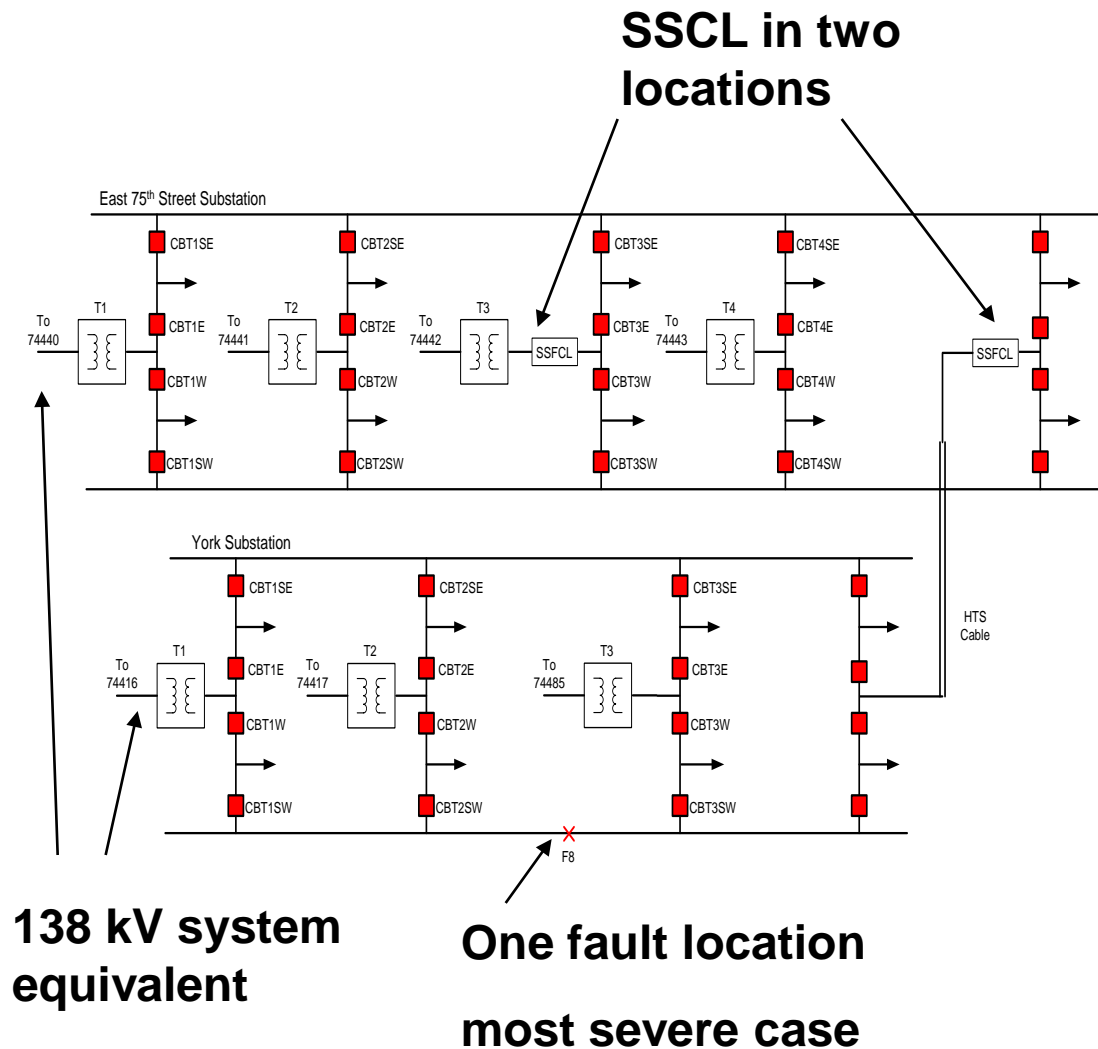 SSCL in two
locations
East 75th Street Substation
CBT1SE
CBT2SE
CBT3SE
CBT4SE
To
74440
T1
CBT1E
To
74441
T2
CBT2E
To
74442
T3
SSFCL
CBT3E
To
74443
T4
CBT4E
SSFCL
CBT1W
CBT2W
CBT3W
CBT4W
CBT1SW
CBT2SW
CBT3SW
CBT4SW
York Substation
CBT1SE
CBT2SE
CBT3SE
HTS
Cable
To
74416
T1
CBT1E
To
74417
T2
CBT2E
To
74485
T3
CBT3E
CBT1W
CBT2W
CBT3W
CBT1SW
CBT2SW
CBT3SW
F8
138 kV system
equivalent
One fault location
most severe case